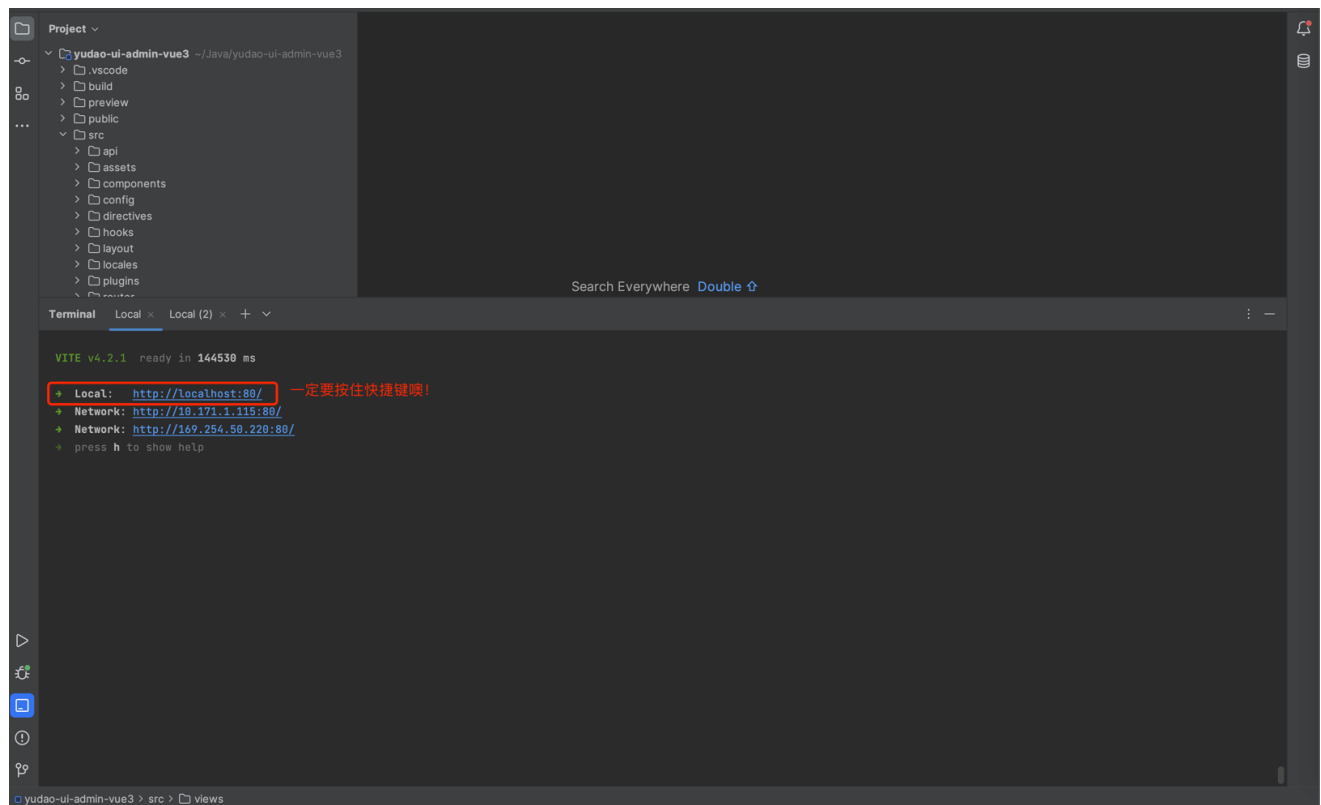 Project
yudao-ui-admin-vue3 ~/Java/yudao-ui-admin-vue3
.vscode
build
preview
public
src
api
assets
components
config
directives
hooks
layout
locales
plugins
router
Search Everywhere Double ⇧
Terminal Local × Local (2) ×
VITE v4.2.1 ready in 144530 ms
➜ Local: http://localhost:80/ 一定要按住快捷键噢!
➜ Network: http://10.171.1.115:80/
➜ Network: http://169.254.50.220:80/
➜ press h to show help
yudao-ui-admin-vue3 > src > views